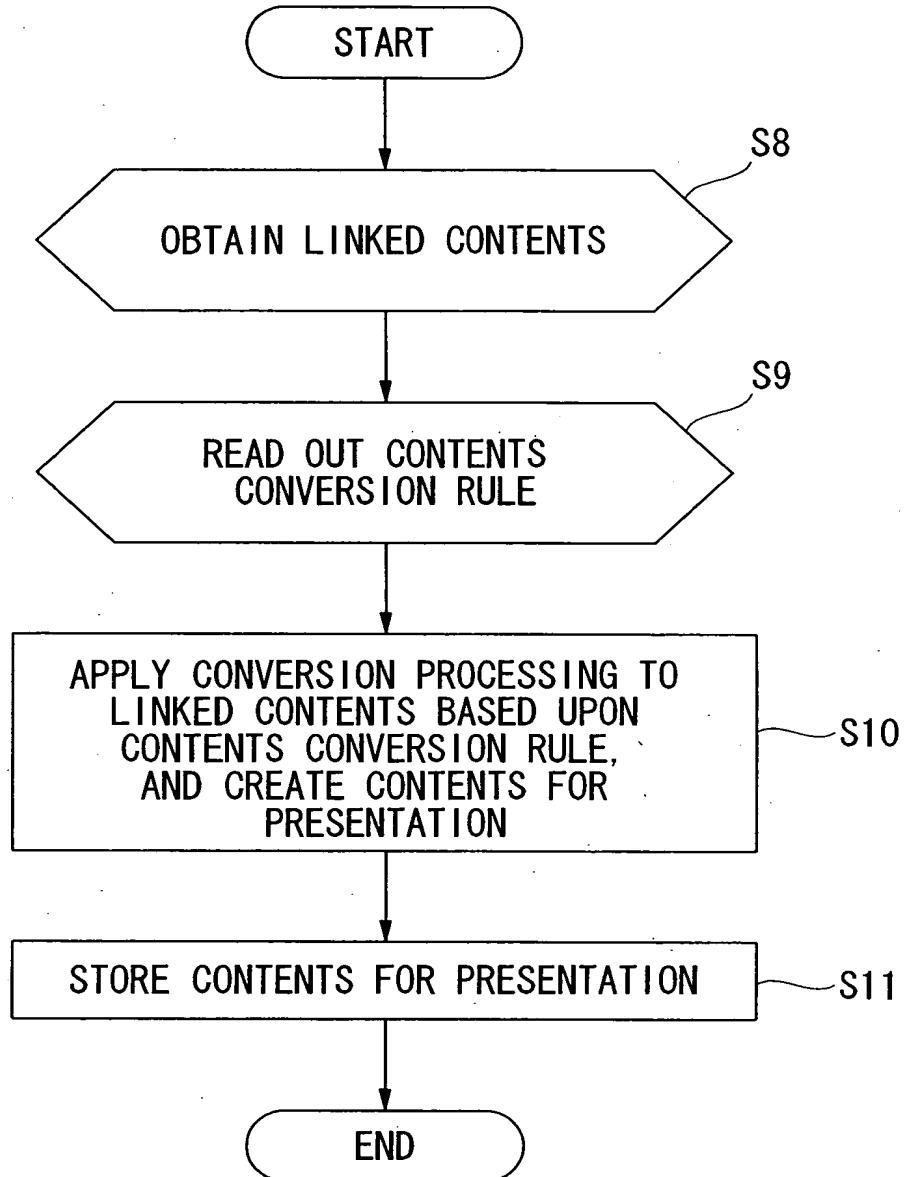 START
S8
OBTAIN LINKED CONTENTS
S9
READ OUT CONTENTS
CONVERSION RULE
APPLY CONVERSION PROCESSING TO
LINKED CONTENTS BASED UPON
CONTENTS CONVERSION RULE,
AND CREATE CONTENTS FOR
PRESENTATION
S10
STORE CONTENTS FOR PRESENTATION
S11
END